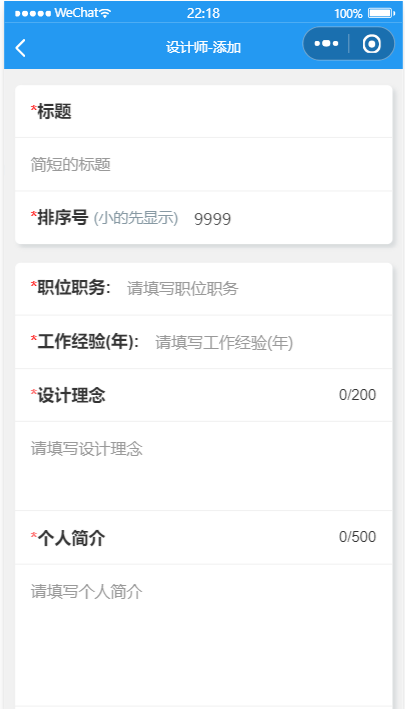 WeChat 22:18 100%
设计师-添加
*标题
简短的标题
*排序号 (小的先显示) 9999
*职位职务: 请填写职位职务
*工作经验(年): 请填写工作经验(年)
*设计理念 0/200
请填写设计理念
*个人简介 0/500
请填写个人简介